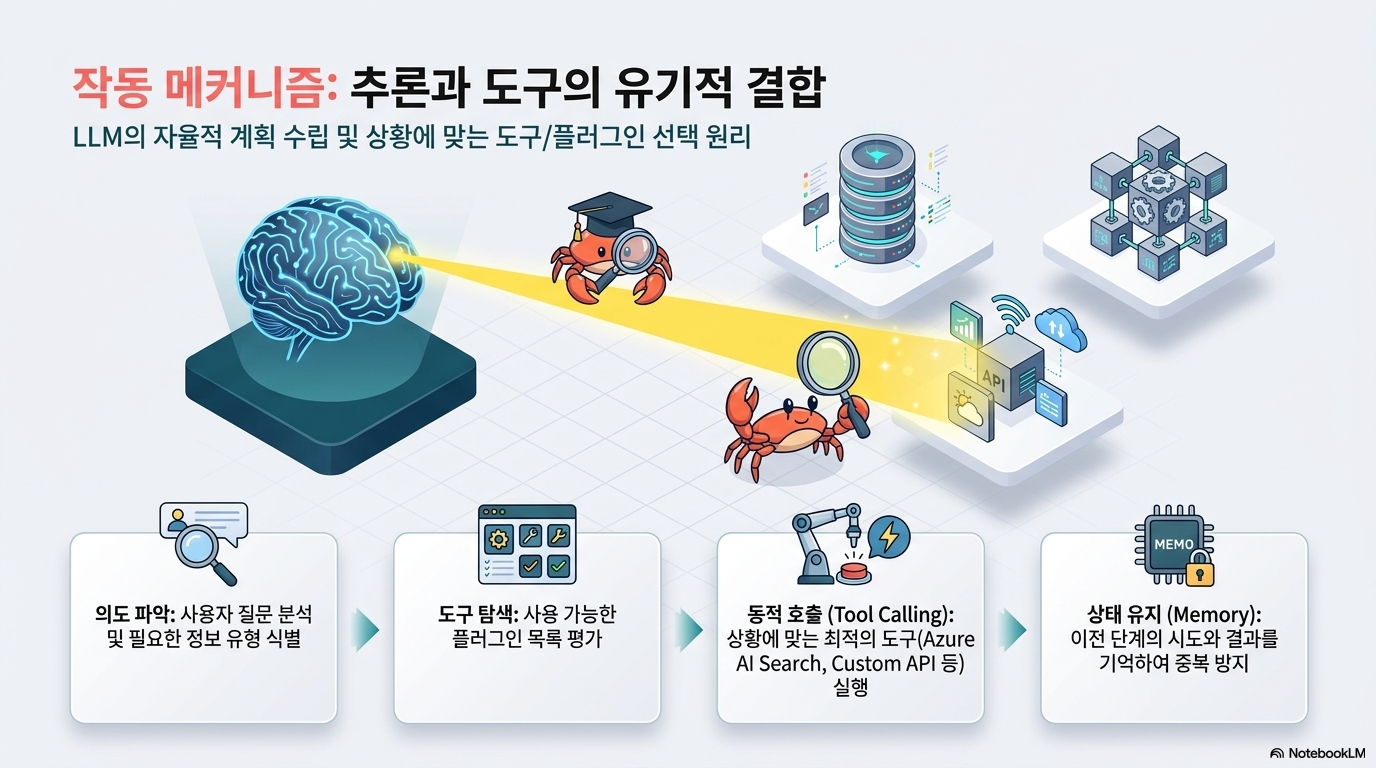 작동 메커니즘: 추론과 도구의 유기적 결합
LLM의 자율적 계획 수립 및 상황에 맞는 도구/플러그인 선택 원리
API
의도 파악: 사용자 질문 분석
및 필요한 정보 유형 식별
도구 탐색: 사용 가능한
플러그인 목록 평가
동적 호출 (Tool Calling):
상황에 맞는 최적의 도구(Azure
AI Search, Custom API 등)
실행
MEMO
상태 유지 (Memory):
이전 단계의 시도와 결과를
기억하여 중복 방지
NotebookLM